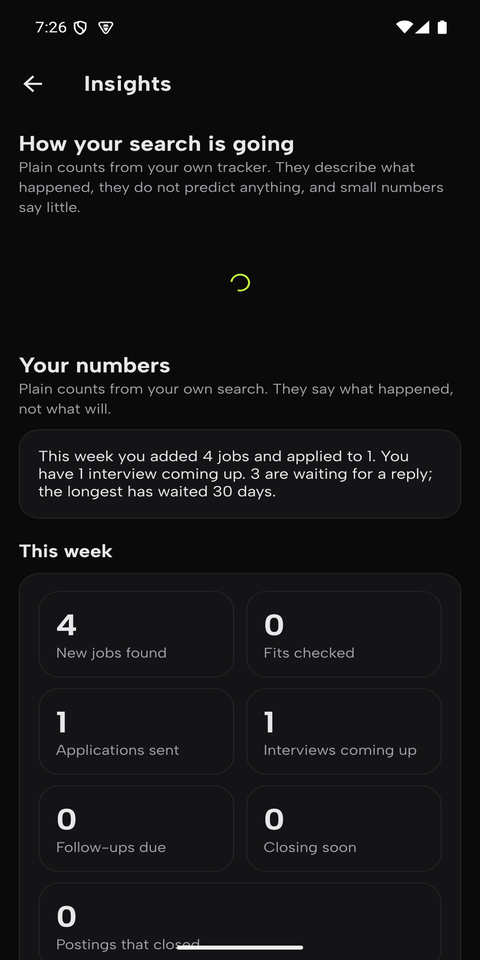 7:26
Insights
How your search is going
Plain counts from your own tracker. They describe what
happened, they do not predict anything, and small numbers
say little.
Your numbers
Plain counts from your own search. They say what happened,
not what will.
This week you added 4 jobs and applied to 1. You
have 1 interview coming up. 3 are waiting for a reply;
the longest has waited 30 days.
This week
4
New jobs found
0
Fits checked
1
Applications sent
1
Interviews coming up
0
Follow-ups due
0
Closing soon
0
Postings that closed